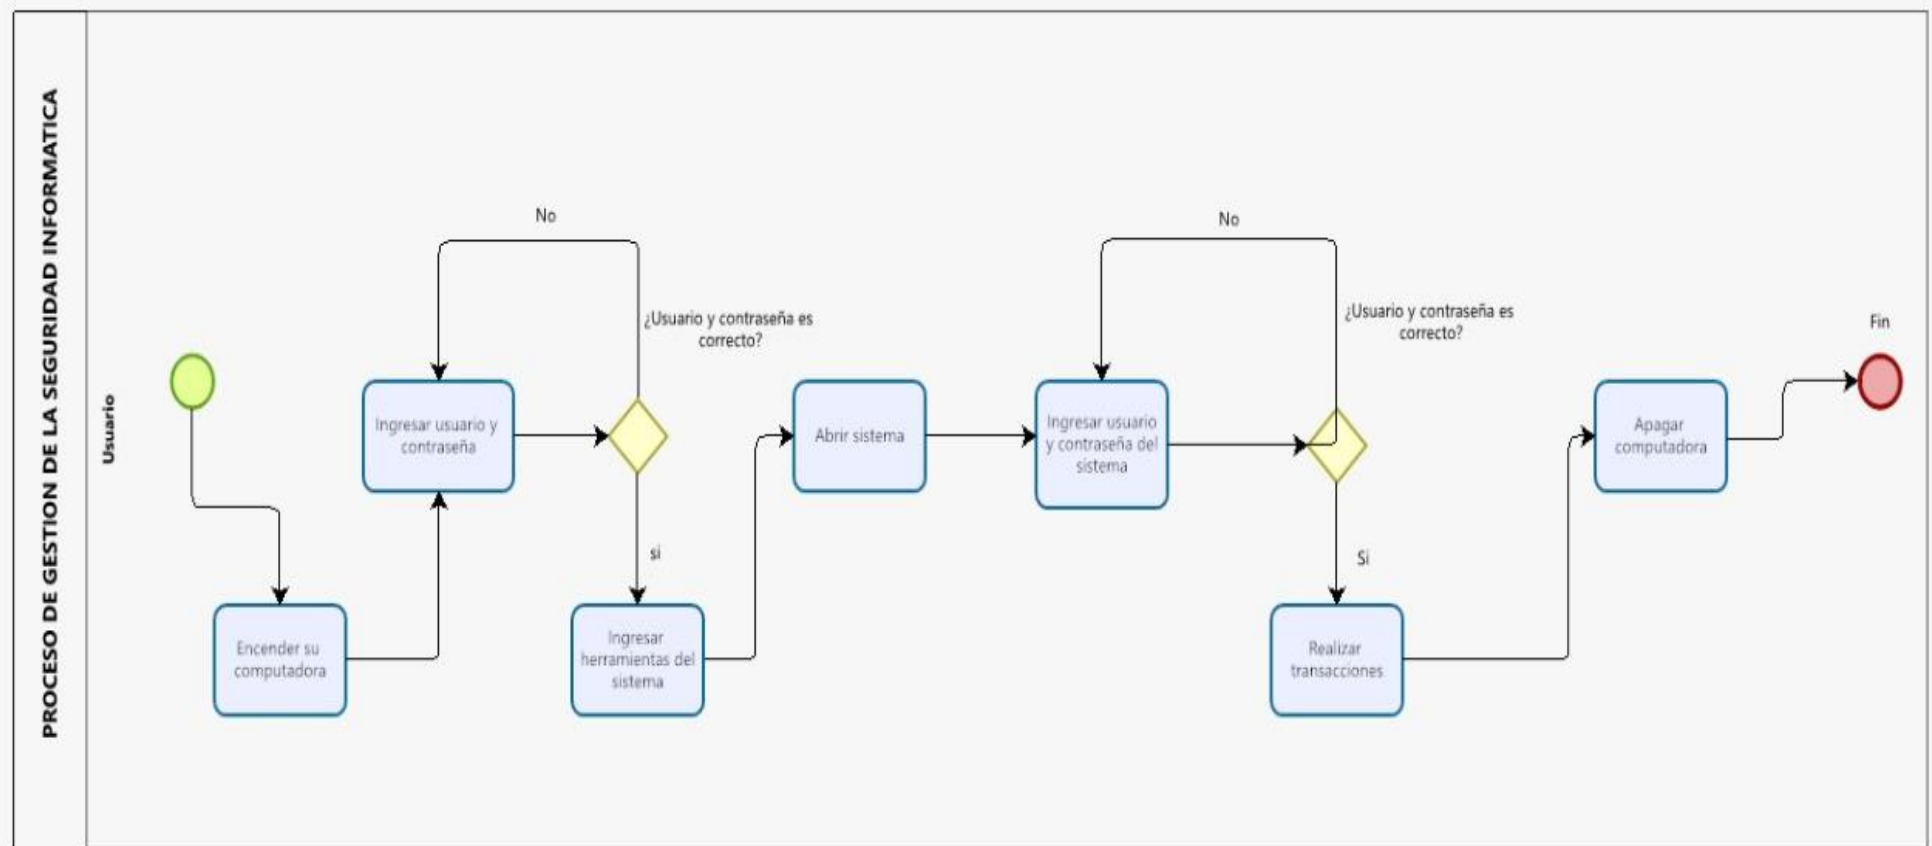 PROCESO DE GESTION DE LA SEGURIDAD INFORMATICA
Usuario
No
¿Usuario y contraseña es
correcto?
Ingresar usuario y
contraseña
si
Encender su
computadora
Ingresar
herramientas del
sistema
Abrir sistema
No
¿Usuario y contraseña es
correcto?
Ingresar usuario
y contraseña del
sistema
Si
Realizar
transacciones
Apagar
computadora
Fin